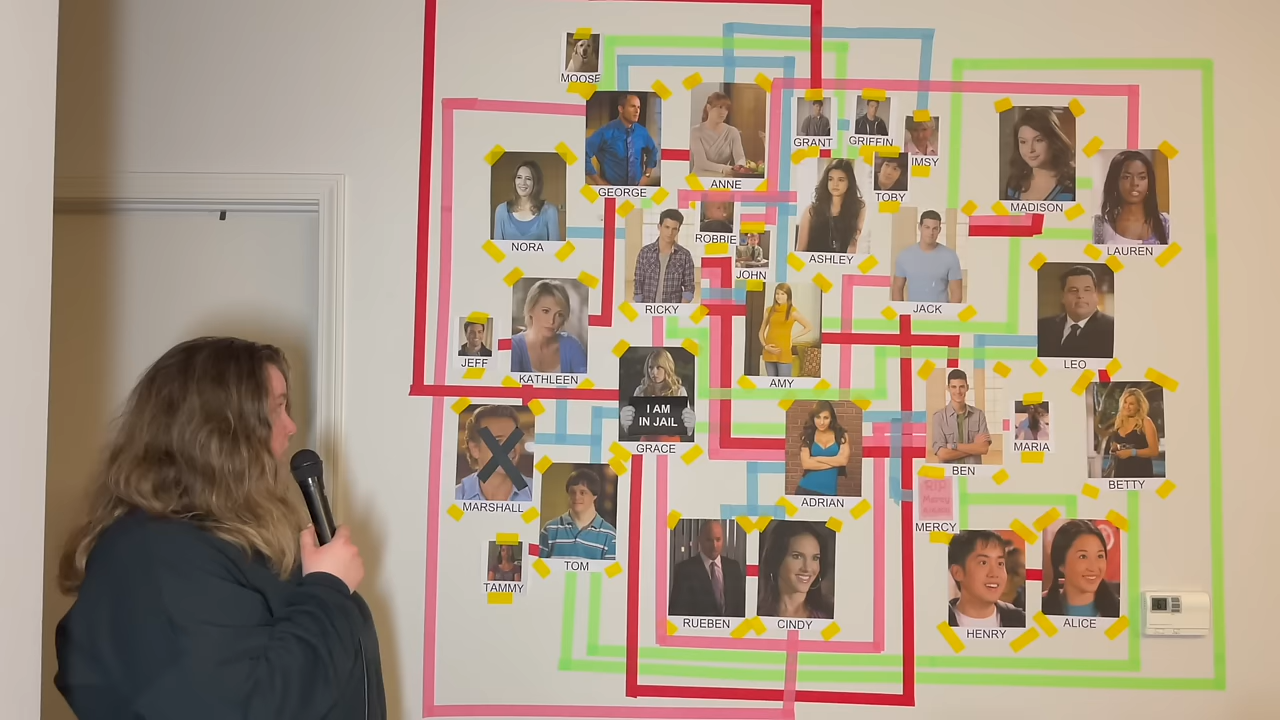 MOOSE
GEORGE
ANNE
GRANT
GRIFFIN
IMSY
TOBY
MADISON
LAUREN
NORA
ROBBIE
JOHN
ASHLEY
RICKY
JACK
JEFF
KATHLEEN
AMY
LEO
I AM
IN JAIL
GRACE
MARSHALL
ADRIAN
BEN
MARIA
BETTY
RIP
MERCY
TOM
TAMMY
RUEBEN
CINDY
HENRY
ALICE